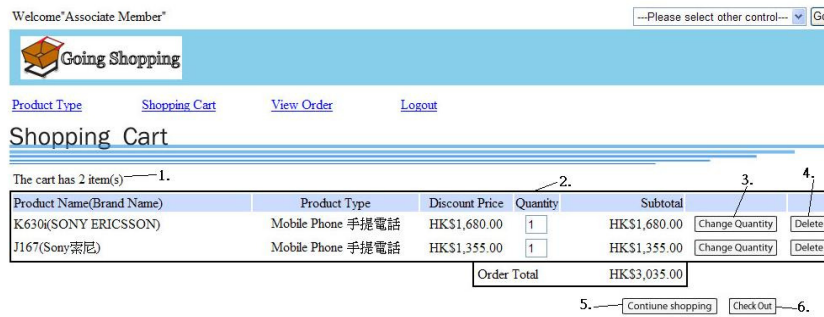 Welcome"Associate Member" ---Please select other control---
Going Shopping
Product Type Shopping Cart View Order Logout
Shopping Cart
The cart has 2 item(s) 1. 2. 3. 4.
Product Name(Brand Name) Product Type Discount Price Quantity Subtotal
K630i(SONY ERICSSON) Mobile Phone 手提電話 HK$1,680.00 1 HK$1,680.00 Change Quantity Delete
J167(Sony索尼) Mobile Phone 手提電話 HK$1,355.00 1 HK$1,355.00 Change Quantity Delete
Order Total HK$3,035.00
5. Contiune shopping Check Out 6.